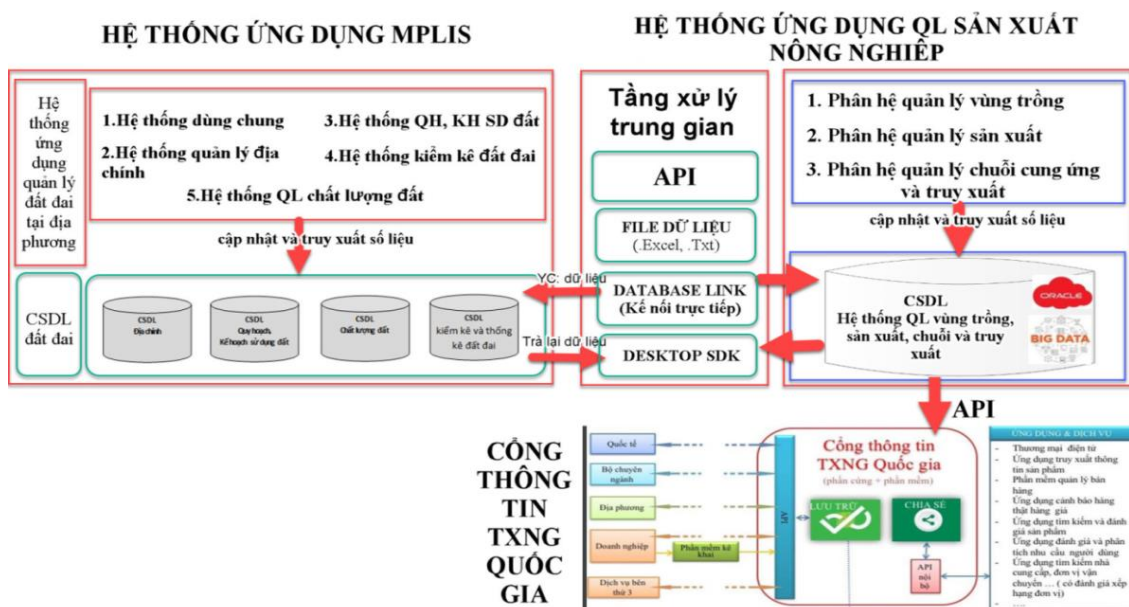 HỆ THỐNG ỨNG DỤNG MPLIS
HỆ THỐNG ỨNG DỤNG QL SẢN XUẤT
NÔNG NGHIỆP
Hệ
thống
ứng
dụng
quản lý
đất đai
tại địa
phương
1.Hệ thống dùng chung
2.Hệ thống quản lý địa
chính
3.Hệ thống QH, KH SD đất
4.Hệ thống kiểm kê đất đai
5.Hệ thống QL chất lượng đất
cập nhật và truy xuất số liệu
CSDL
đất đai
CSDL
Địa chính
CSDL
Quy hoạch,
Kế hoạch sử dụng đất
CSDL
Chất lượng đất
CSDL
kiểm kê và thống
kê đất đai
YC: dữ liệu
Trả lại dữ liệu
Tầng xử lý
trung gian
API
FILE DỮ LIỆU
(.Excel, .Txt)
DATABASE LINK
(Kế nối trực tiếp)
DESKTOP SDK
1. Phân hệ quản lý vùng trồng
2. Phân hệ quản lý sản xuất
3. Phân hệ quản lý chuỗi cung ứng
và truy xuất
cập nhật và truy xuất số liệu
CSDL
Hệ thống QL vùng trồng,
sản xuất, chuỗi và truy
xuất
ORACLE
BIG DATA
API
CỔNG
THÔNG
TIN
TXNG
QUỐC
GIA
Quốc tế
Bộ chuyên
ngành
Địa phương
Doanh nghiệp
Dịch vụ bên
thứ 3
Phần mềm kê
khai
API
Cổng thông tin
TXNG Quốc gia
(phần cứng + phần mềm)
LƯU TRỮ
CHIA SẺ
API
nội
bộ
ỨNG DỤNG & DỊCH VỤ
- Thương mại điện tử
- Ứng dụng truy xuất thông
tin sản phẩm
- Phần mềm quản lý bán
hàng
- Ứng dụng cảnh báo hàng
thật hàng giả
- Ứng dụng tìm kiếm và đánh
giá sản phẩm
- Ứng dụng đánh giá và phân
tích nhu cầu người dùng
- Ứng dụng tìm kiếm nhà
cung cấp, đơn vị vận
chuyển ... ( có đánh giá xếp
hạng đơn vị)